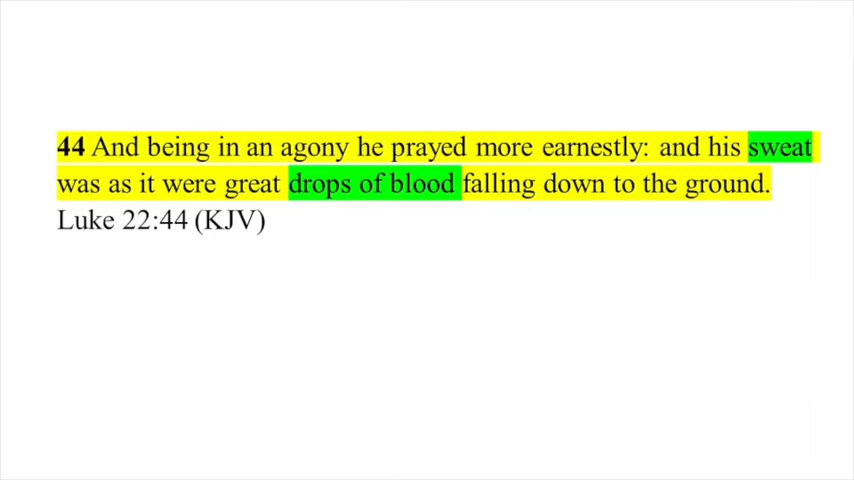 44 And being in an agony he prayed more earnestly: and his sweat
was as it were great drops of blood falling down to the ground.
Luke 22:44 (KJV)